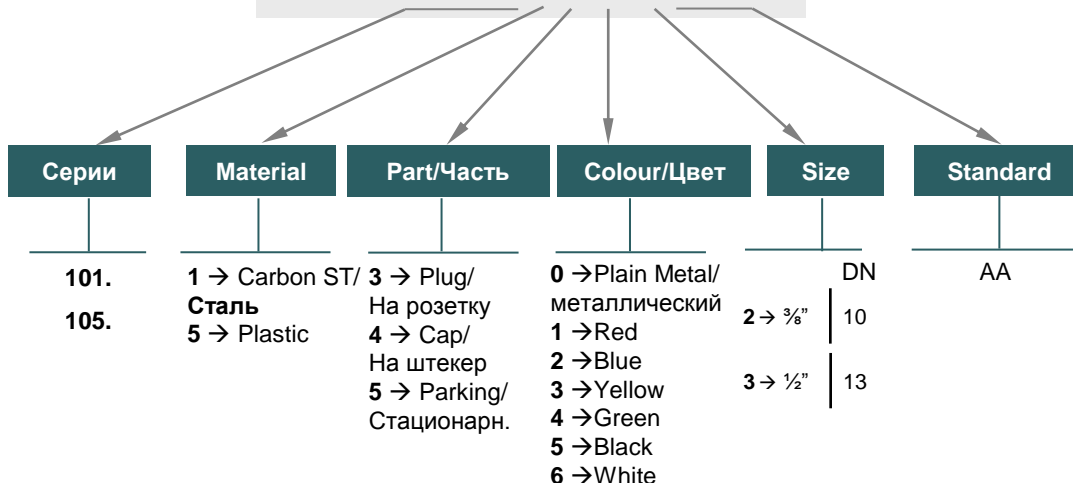 Серии
Material
Part/Часть
Colour/Цвет
Size
Standard
101.
105.
1 → Carbon ST/
Сталь
5 → Plastic
3 → Plug/
На розетку
4 → Cap/
На штекер
5 → Parking/
Стационарн.
0 →Plain Metal/
металлический
1 →Red
2 →Blue
3 →Yellow
4 →Green
5 →Black
6 →White
DN
2 → ⅜” 10
3 → ½” 13
AA